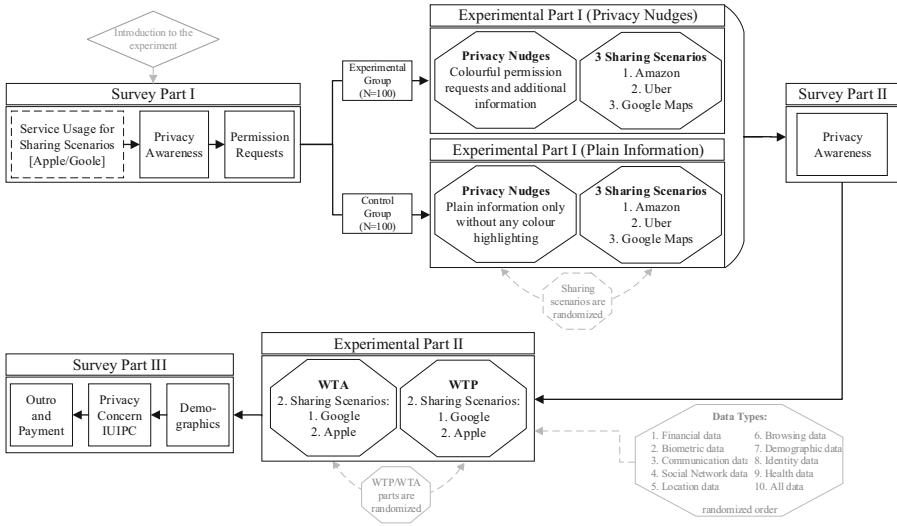 Introduction to the
experiment
Survey Part I
Service Usage for
Sharing Scenarios
[Apple/Goole]
Privacy
Awareness
Permission
Requests
Experimental
Group
(N=100)
Control
Group
(N=100)
Experimental Part I (Privacy Nudges)
Privacy Nudges
Colourful permission
requests and additional
information
3 Sharing Scenarios
1. Amazon
2. Uber
3. Google Maps
Experimental Part I (Plain Information)
Privacy Nudges
Plain information only
without any colour
highlighting
3 Sharing Scenarios
1. Amazon
2. Uber
3. Google Maps
Sharing
scenarios are
randomized
Survey Part II
Privacy
Awareness
Experimental Part II
WTA
2. Sharing Scenarios:
1. Google
2. Apple
WTP
2. Sharing Scenarios:
1. Google
2. Apple
WTP/WTA
parts are
randomized
Data Types:
1. Financial data
2. Biometric data
3. Communication data
4. Social Network data
5. Location data
6. Browsing data
7. Demographic data
8. Identity data
9. Health data
10. All data
randomized order
Survey Part III
Outro
and
Payment
Privacy
Concern
IUIPC
Demo-
graphics